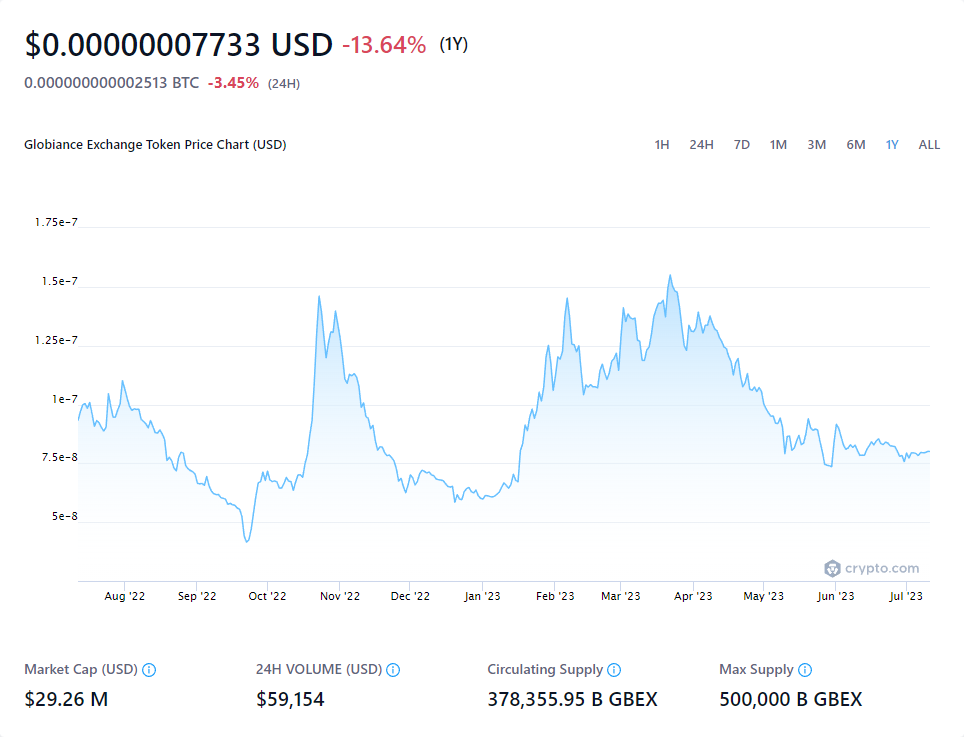 $0.00000007733 USD -13.64% (1Y)
0.000000000002513 BTC -3.45% (24H)
Globiance Exchange Token Price Chart (USD) 1H 24H 7D 1M 3M 6M 1Y ALL
1.75e-7
1.5e-7
1.25e-7
1e-7
7.5e-8
5e-8
crypto.com
Aug '22 Sep '22 Oct '22 Nov '22 Dec '22 Jan '23 Feb '23 Mar '23 Apr '23 May '23 Jun '23 Jul '23
Market Cap (USD) 24H VOLUME (USD) Circulating Supply Max Supply
$29.26 M $59,154 378,355.95 B GBEX 500,000 B GBEX